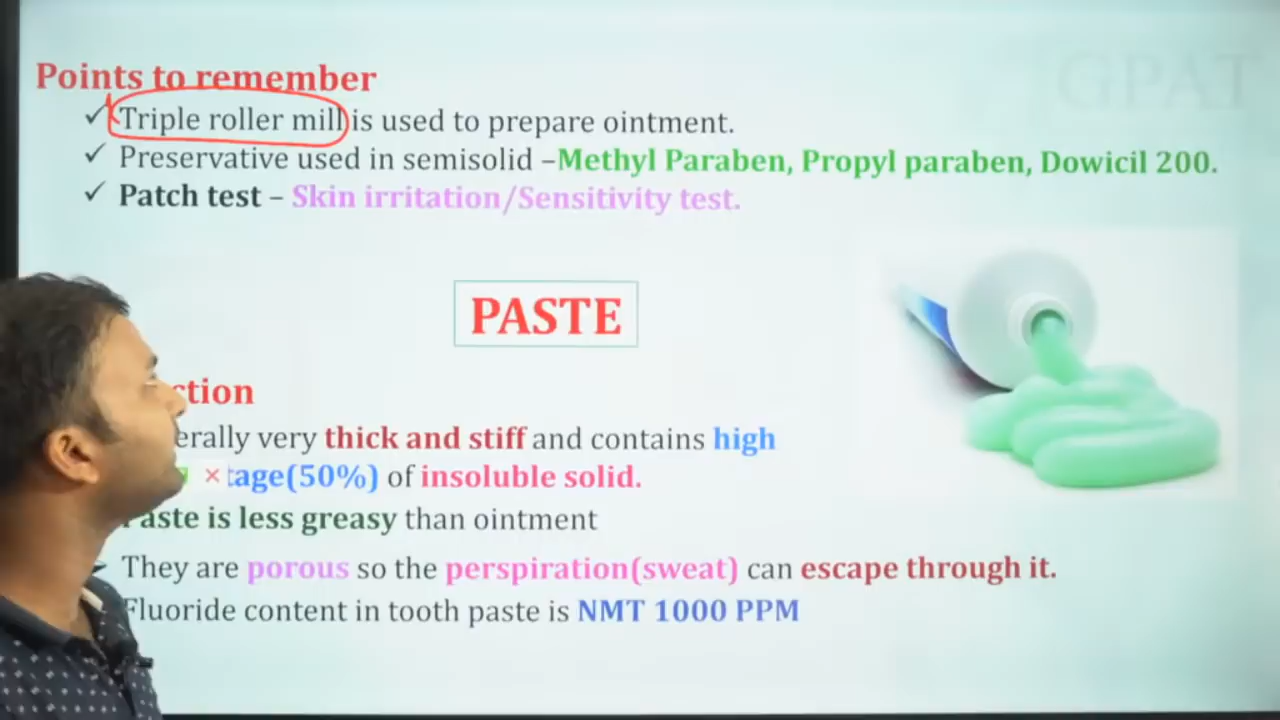 GPAT
Points to remember
✓ Triple roller mill is used to prepare ointment.
✓ Preservative used in semisolid –Methyl Paraben, Propyl paraben, Dowicil 200.
✓ Patch test – Skin irritation/Sensitivity test.
PASTE
ction
erally very thick and stiff and contains high
tage(50%) of insoluble solid.
Paste is less greasy than ointment
They are porous so the perspiration(sweat) can escape through it.
Fluoride content in tooth paste is NMT 1000 PPM